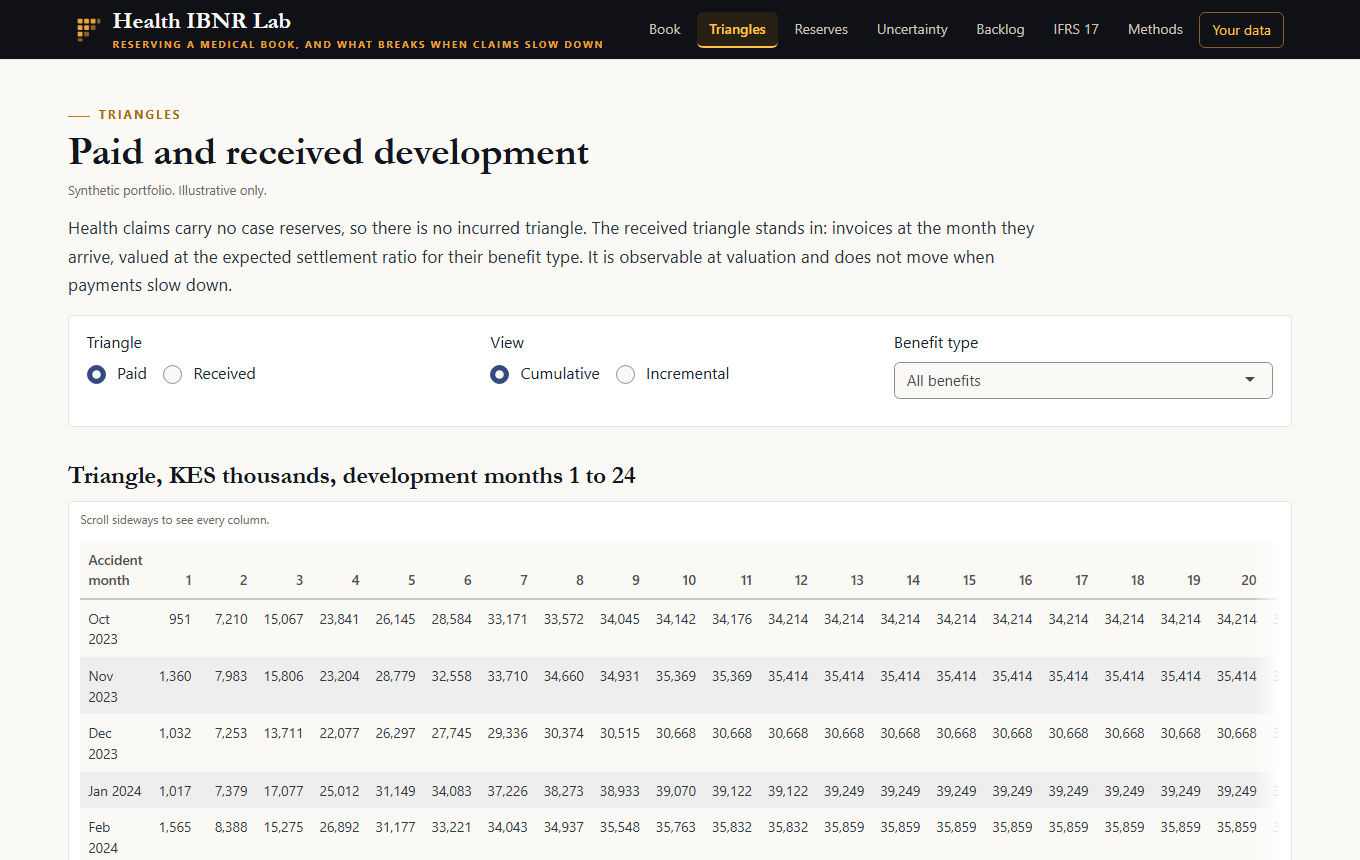 Health IBNR Lab
RESERVING A MEDICAL BOOK, AND WHAT BREAKS WHEN CLAIMS SLOW DOWN
Book Triangles Reserves Uncertainty Backlog IFRS 17 Methods Your data
TRIANGLES
Paid and received development
Synthetic portfolio. Illustrative only.
Health claims carry no case reserves, so there is no incurred triangle. The received triangle stands in: invoices at the month they
arrive, valued at the expected settlement ratio for their benefit type. It is observable at valuation and does not move when
payments slow down.
Triangle View Benefit type
Paid Received Cumulative Incremental All benefits
Triangle, KES thousands, development months 1 to 24
Scroll sideways to see every column.
Accident
month 1 2 3 4 5 6 7 8 9 10 11 12 13 14 15 16 17 18 19 20
Oct 951 7,210 15,067 23,841 26,145 28,584 33,171 33,572 34,045 34,142 34,176 34,214 34,214 34,214 34,214 34,214 34,214 34,214 34,214 34,214
2023
Nov 1,360 7,983 15,806 23,204 28,779 32,558 33,710 34,660 34,931 35,369 35,369 35,414 35,414 35,414 35,414 35,414 35,414 35,414 35,414 35,414
2023
Dec 1,032 7,253 13,711 22,077 26,297 27,745 29,336 30,374 30,515 30,668 30,668 30,668 30,668 30,668 30,668 30,668 30,668 30,668 30,668 30,668
2023
Jan 2024 1,017 7,379 17,077 25,012 31,149 34,083 37,226 38,273 38,933 39,070 39,122 39,122 39,249 39,249 39,249 39,249 39,249 39,249 39,249 39,249
Feb 1,565 8,388 15,275 26,892 31,177 33,221 34,043 34,937 35,548 35,763 35,832 35,832 35,859 35,859 35,859 35,859 35,859 35,859 35,859 35,859
2024